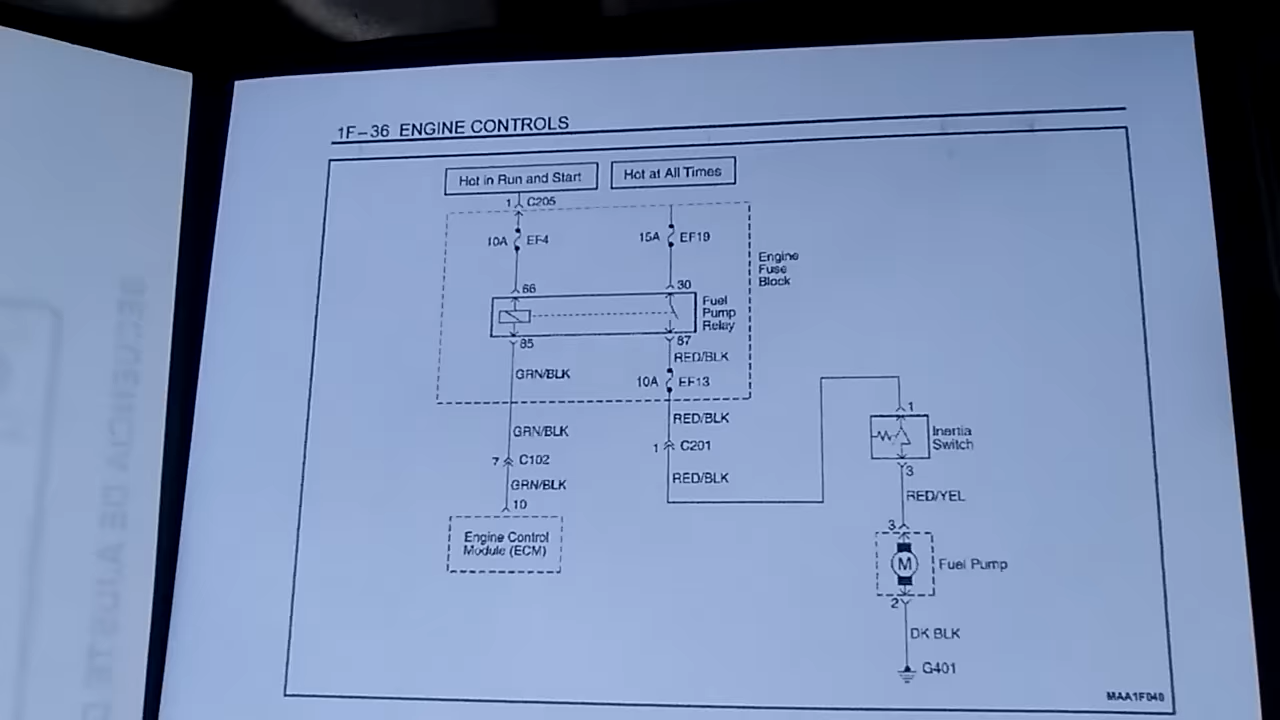 1F-36 ENGINE CONTROLS
Hot in Run and Start
Hot at All Times
1 C205
10A EF4
15A EF19
Engine
Fuse
Block
66
30
Fuel
Pump
Relay
85
87
GRN/BLK
RED/BLK
10A EF13
GRN/BLK
RED/BLK
1
Inertia
Switch
7 C102
1 C201
3
GRN/BLK
RED/BLK
RED/YEL
10
3
Engine Control
Module (ECM)
M
Fuel Pump
2
DK BLK
G401
MAA1F040